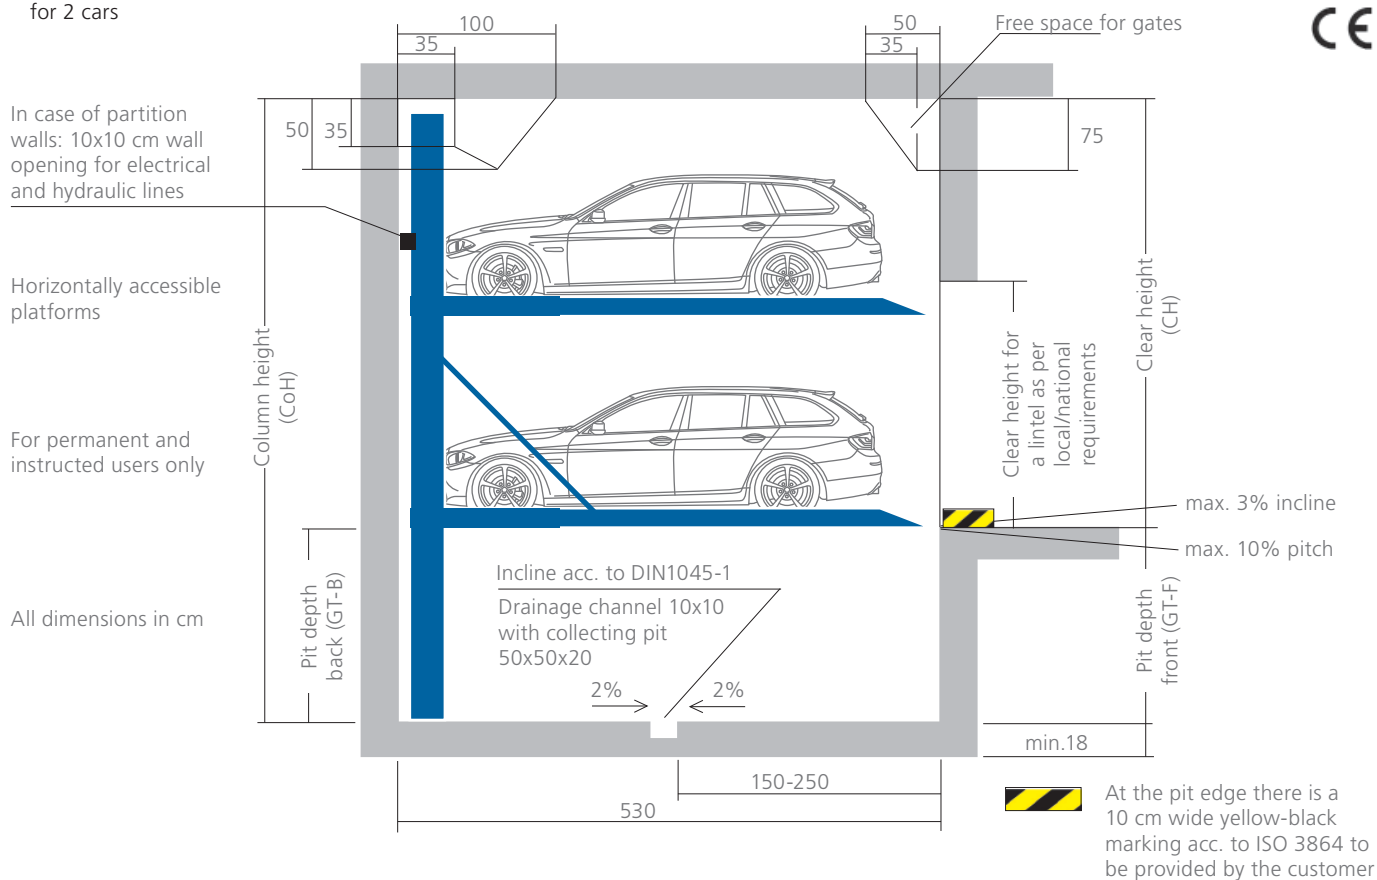 for 2 cars
100
35
50
35
Free space for gates
CE
In case of partition
walls: 10x10 cm wall
opening for electrical
and hydraulic lines
50
35
75
Horizontally accessible
platforms
Column height
(CoH)
Clear height for
a lintel as per
local/national
requirements
Clear height
(CH)
For permanent and
instructed users only
max. 3% incline
max. 10% pitch
All dimensions in cm
Pit depth
back (GT-B)
Incline acc. to DIN1045-1
Drainage channel 10x10
with collecting pit
50x50x20
2%
2%
Pit depth
front (GT-F)
min.18
150-250
530
At the pit edge there is a
10 cm wide yellow-black
marking acc. to ISO 3864 to
be provided by the customer